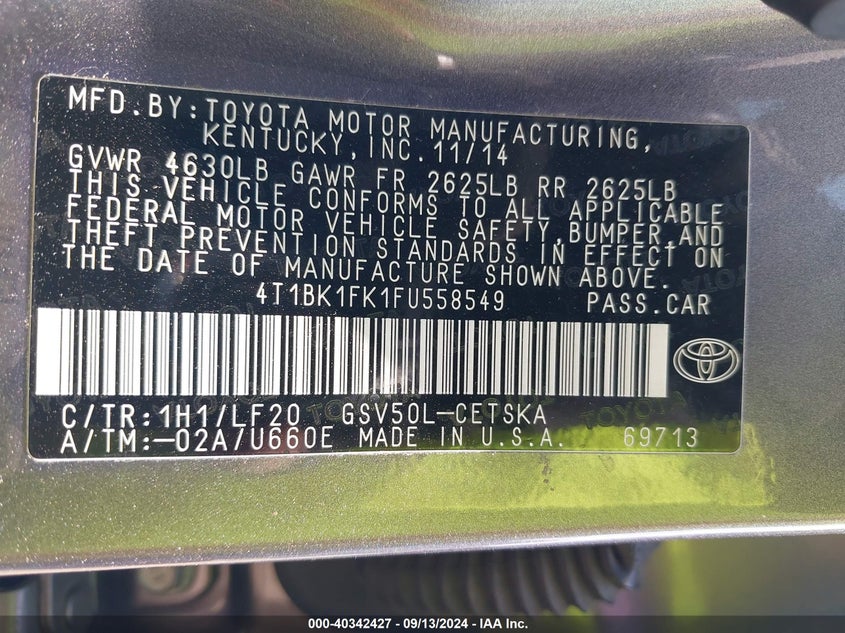 MFD.BY:TOYOTA MOTOR MANUFACTURING,
KENTUCKY,INC.11/14
GVWR 4630LB GAWR FR 2625LB RR 2625LB
THIS VEHICLE CONFORMS TO ALL APPLICABLE
FEDERAL MOTOR VEHICLE SAFETY,BUMPER,AND
THEFT PREVENTION STANDARDS IN EFFECT ON
THE DATE OF MANUFACTURE SHOWN ABOVE.
4T1BK1FK1FU558549 PASS.CAR
C/TR:1H1/LF20 GSV50L-CETSKA
A/TM:-02A/U660E MADE IN U.S.A. 69713
000-40342427 - 09/13/2024 - IAA Inc.